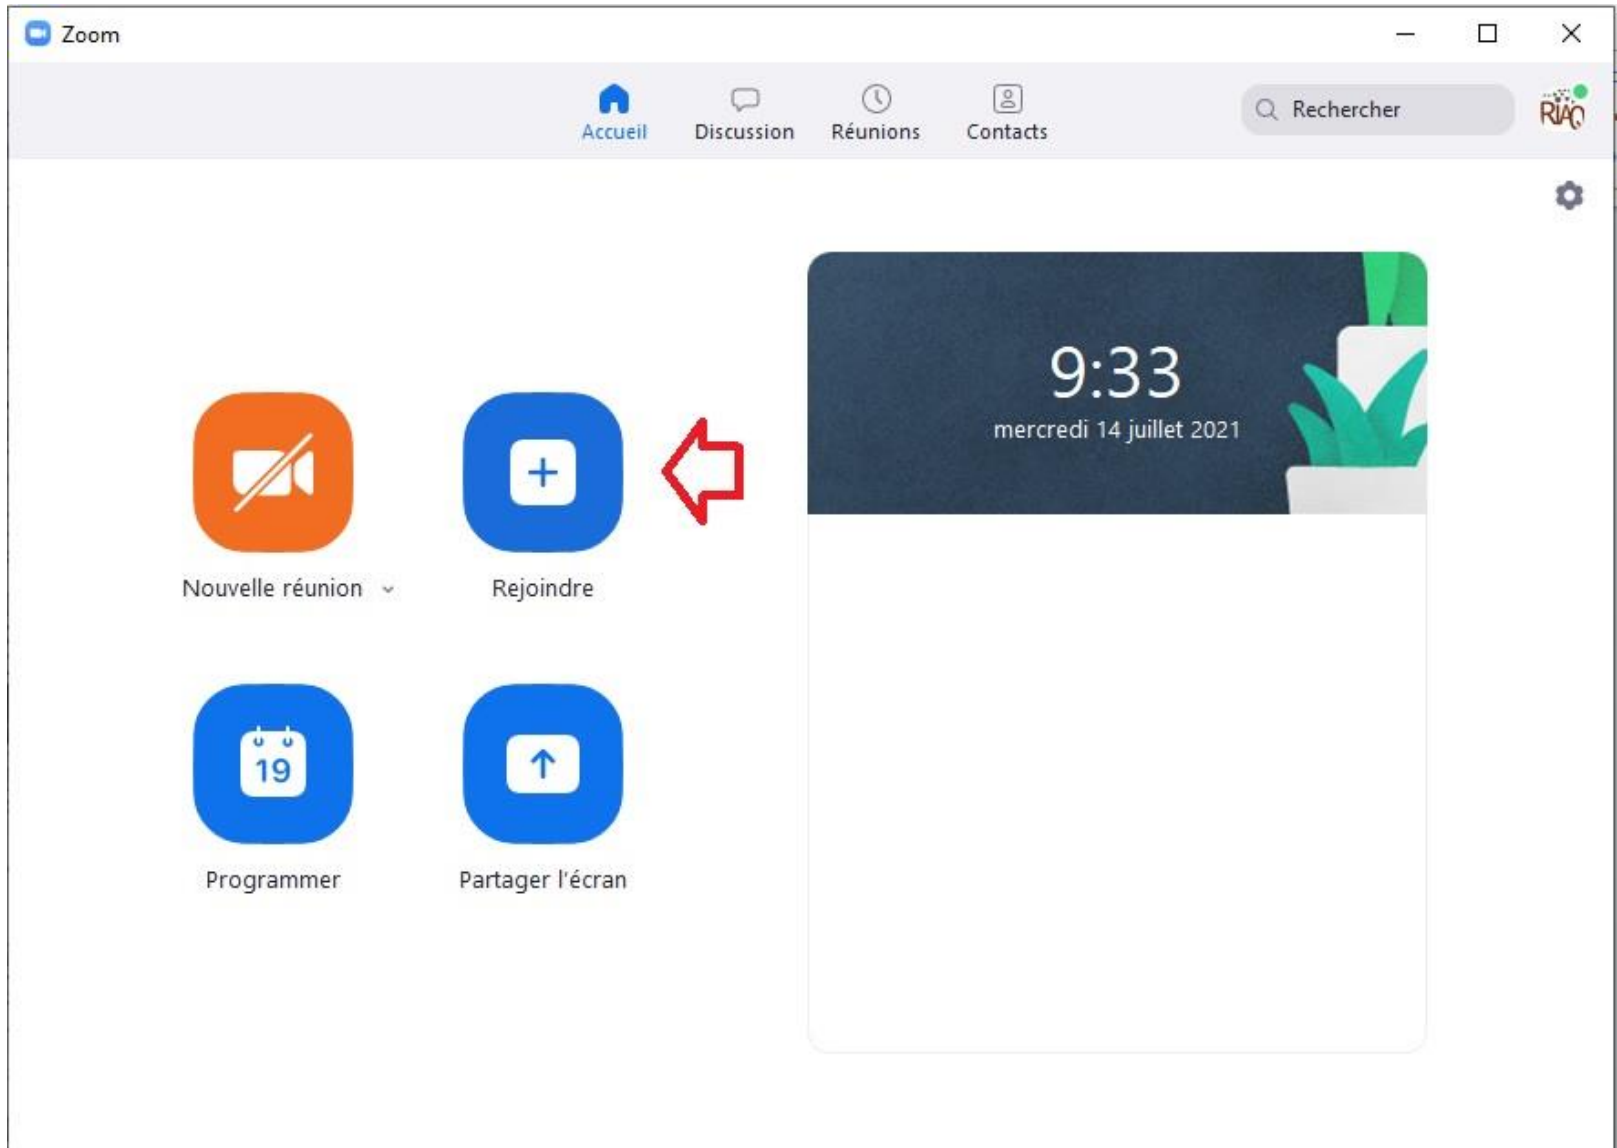 Zoom
Accueil
Discussion
Réunions
Contacts
Rechercher
RIAQ
9:33
mercredi 14 juillet 2021
Nouvelle réunion
Rejoindre
19
Programmer
Partager l'écran